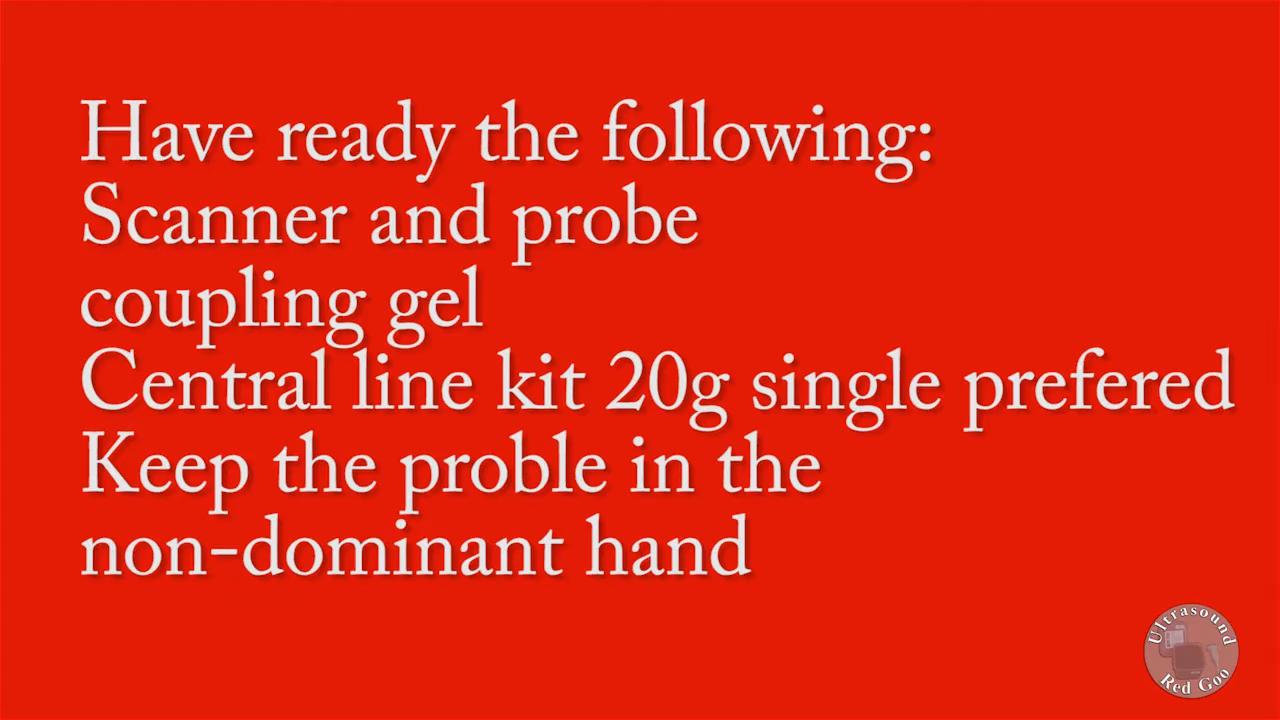 Have ready the following:
Scanner and probe
coupling gel
Central line kit 20g single prefered
Keep the proble in the
non-dominant hand
Ultrasound
Red Goo